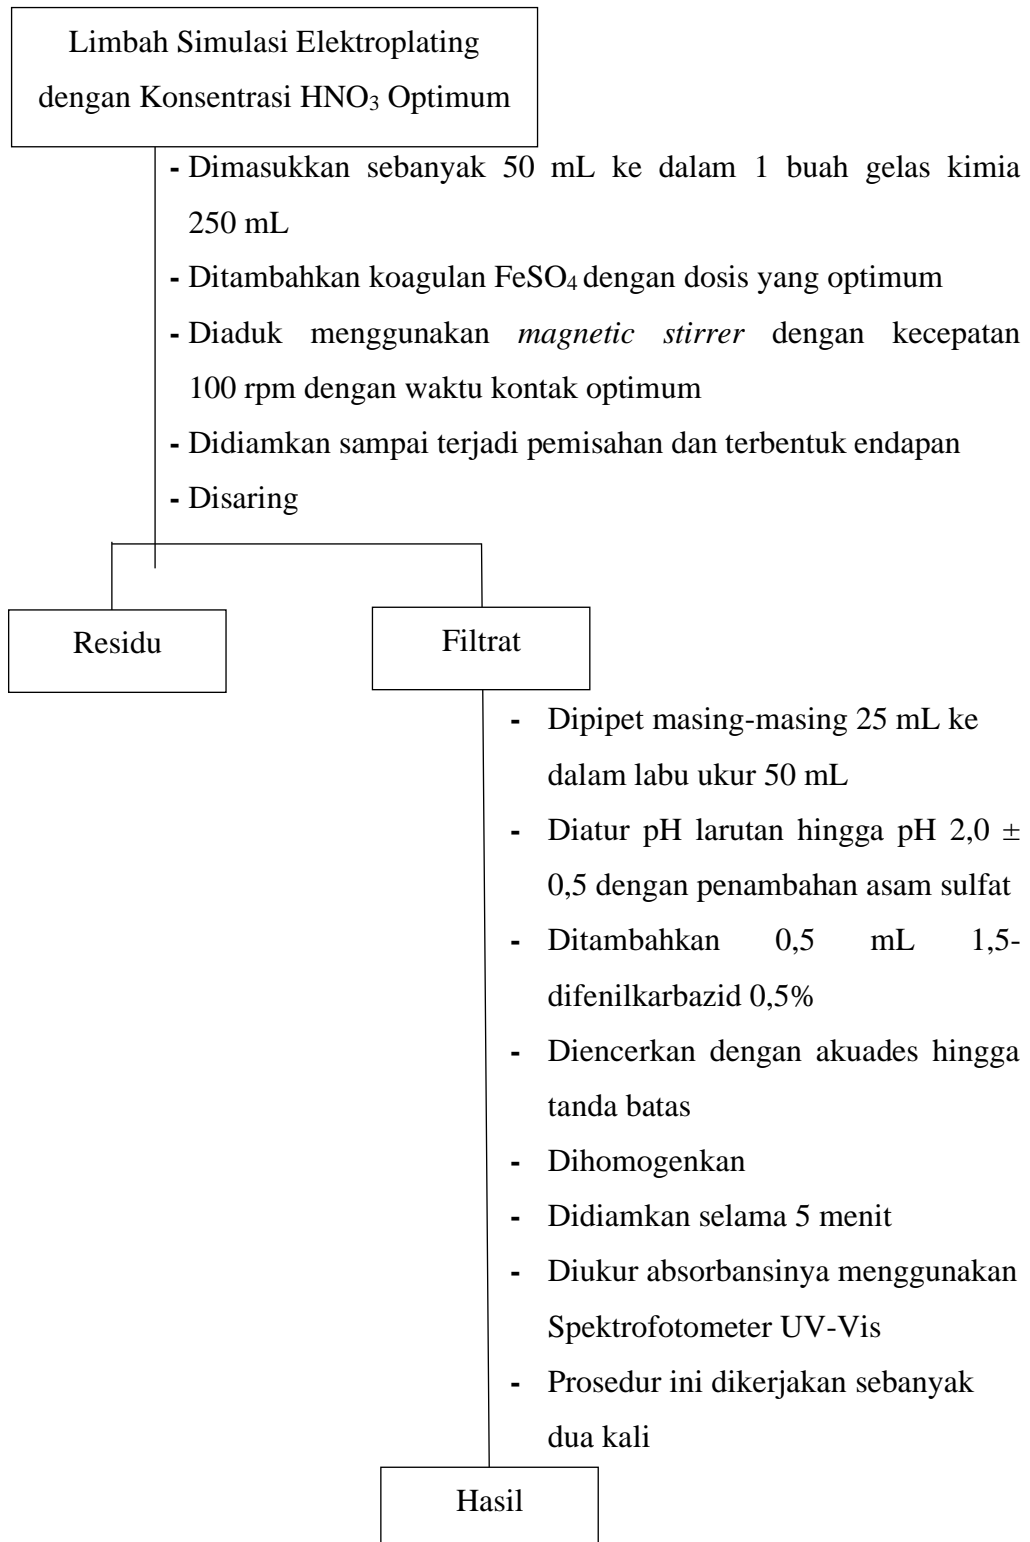 Limbah Simulasi Elektroplating
dengan Konsentrasi HNO₃ Optimum
- Dimasukkan sebanyak 50 mL ke dalam 1 buah gelas kimia
250 mL
- Ditambahkan koagulan FeSO₄ dengan dosis yang optimum
- Diaduk menggunakan magnetic stirrer dengan kecepatan
100 rpm dengan waktu kontak optimum
- Didiamkan sampai terjadi pemisahan dan terbentuk endapan
- Disaring
Residu
Filtrat
- Dipipet masing-masing 25 mL ke
dalam labu ukur 50 mL
- Diatur pH larutan hingga pH 2,0 ±
0,5 dengan penambahan asam sulfat
- Ditambahkan 0,5 mL 1,5-
difenilkarbazid 0,5%
- Diencerkan dengan akuades hingga
tanda batas
- Dihomogenkan
- Didiamkan selama 5 menit
- Diukur absorbansinya menggunakan
Spektrofotometer UV-Vis
- Prosedur ini dikerjakan sebanyak
dua kali
Hasil